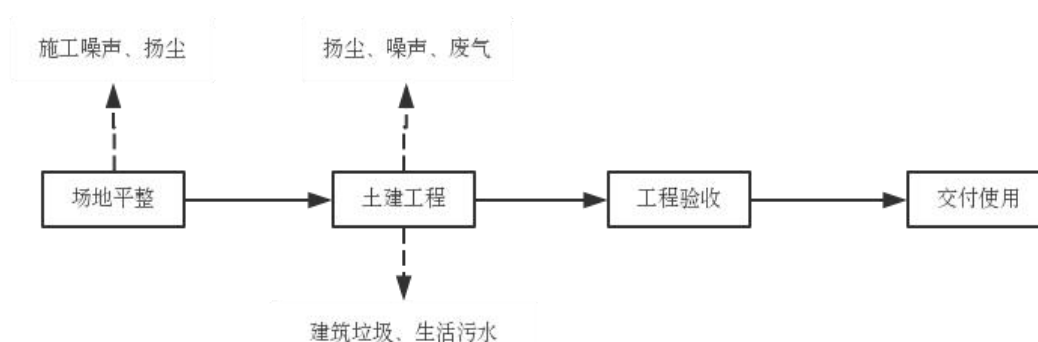 施工噪声、扬尘
扬尘、噪声、废气
场地平整
土建工程
工程验收
交付使用
建筑垃圾、生活污水